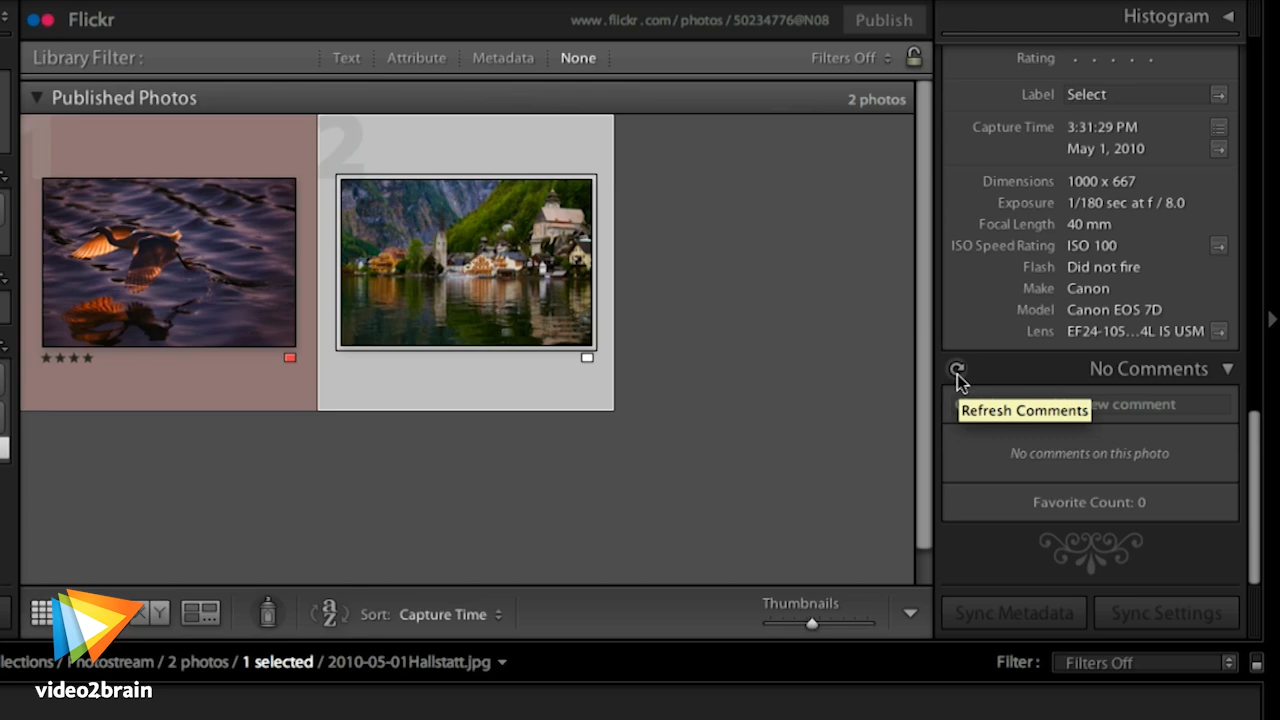 Flickr
www.flickr.com/photos/50234776@N08
Publish
Histogram
Library Filter :
Text
Attribute
Metadata
None
Filters Off
Published Photos
2 photos
1
2
Rating
Label Select
Capture Time 3:31:29 PM
May 1, 2010
Dimensions 1000 x 667
Exposure 1/180 sec at f / 8.0
Focal Length 40 mm
ISO Speed Rating ISO 100
Flash Did not fire
Make Canon
Model Canon EOS 7D
Lens EF24-105...4L IS USM
No Comments
Refresh Comments
comment
No comments on this photo
Favorite Count: 0
Y
a
z
Sort: Capture Time
Thumbnails
Sync Metadata
Sync Settings
lections / Photostream / 2 photos / 1 selected / 2010-05-01Hallstatt.jpg
Filter : Filters Off
video2brain